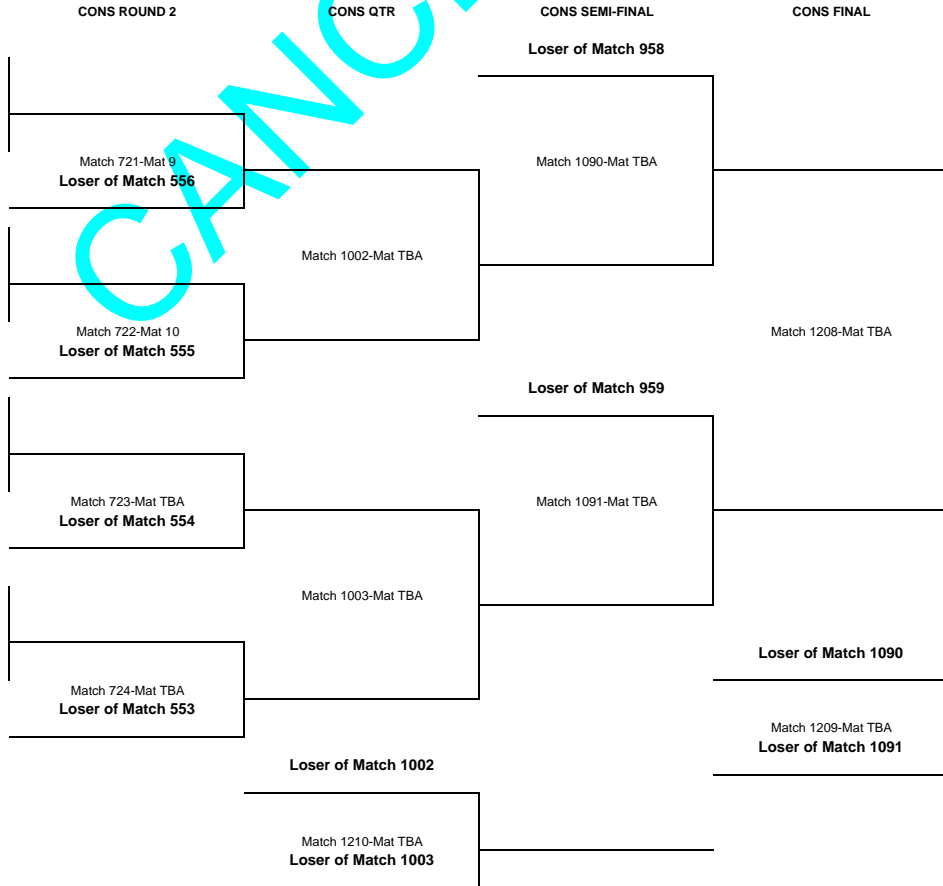 CONS ROUND 2
CONS QTR
CONS SEMI-FINAL
CONS FINAL
Loser of Match 958
Match 721-Mat 9
Loser of Match 556
Match 1090-Mat TBA
Match 1002-Mat TBA
Match 722-Mat 10
Loser of Match 555
Match 1208-Mat TBA
Loser of Match 959
Match 723-Mat TBA
Loser of Match 554
Match 1091-Mat TBA
Match 1003-Mat TBA
Loser of Match 1090
Match 724-Mat TBA
Loser of Match 553
Match 1209-Mat TBA
Loser of Match 1091
Loser of Match 1002
Match 1210-Mat TBA
Loser of Match 1003